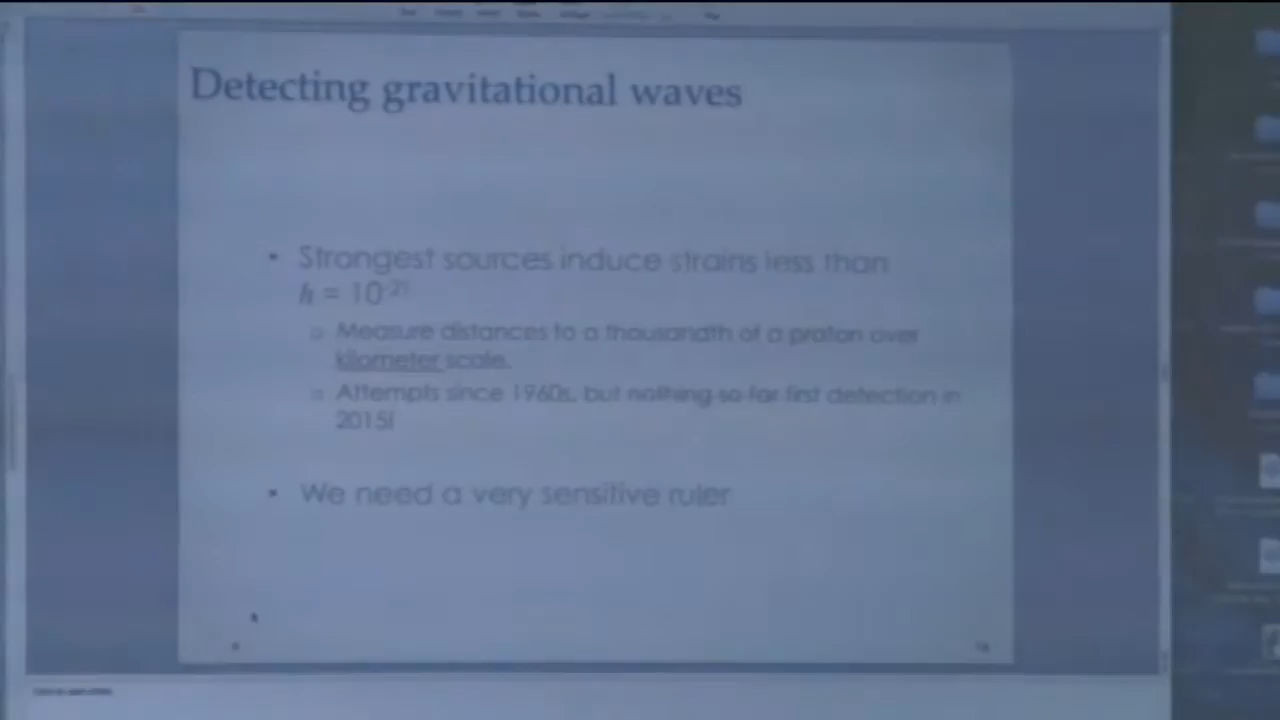 Detecting gravitational waves
• Strongest sources induce strains less than
h = 10⁻²¹
Measure distances to a thousandth of a proton over
kilometer scale.
Attempts since 1960s, but nothing so far first detection in
2015!
• We need a very sensitive ruler